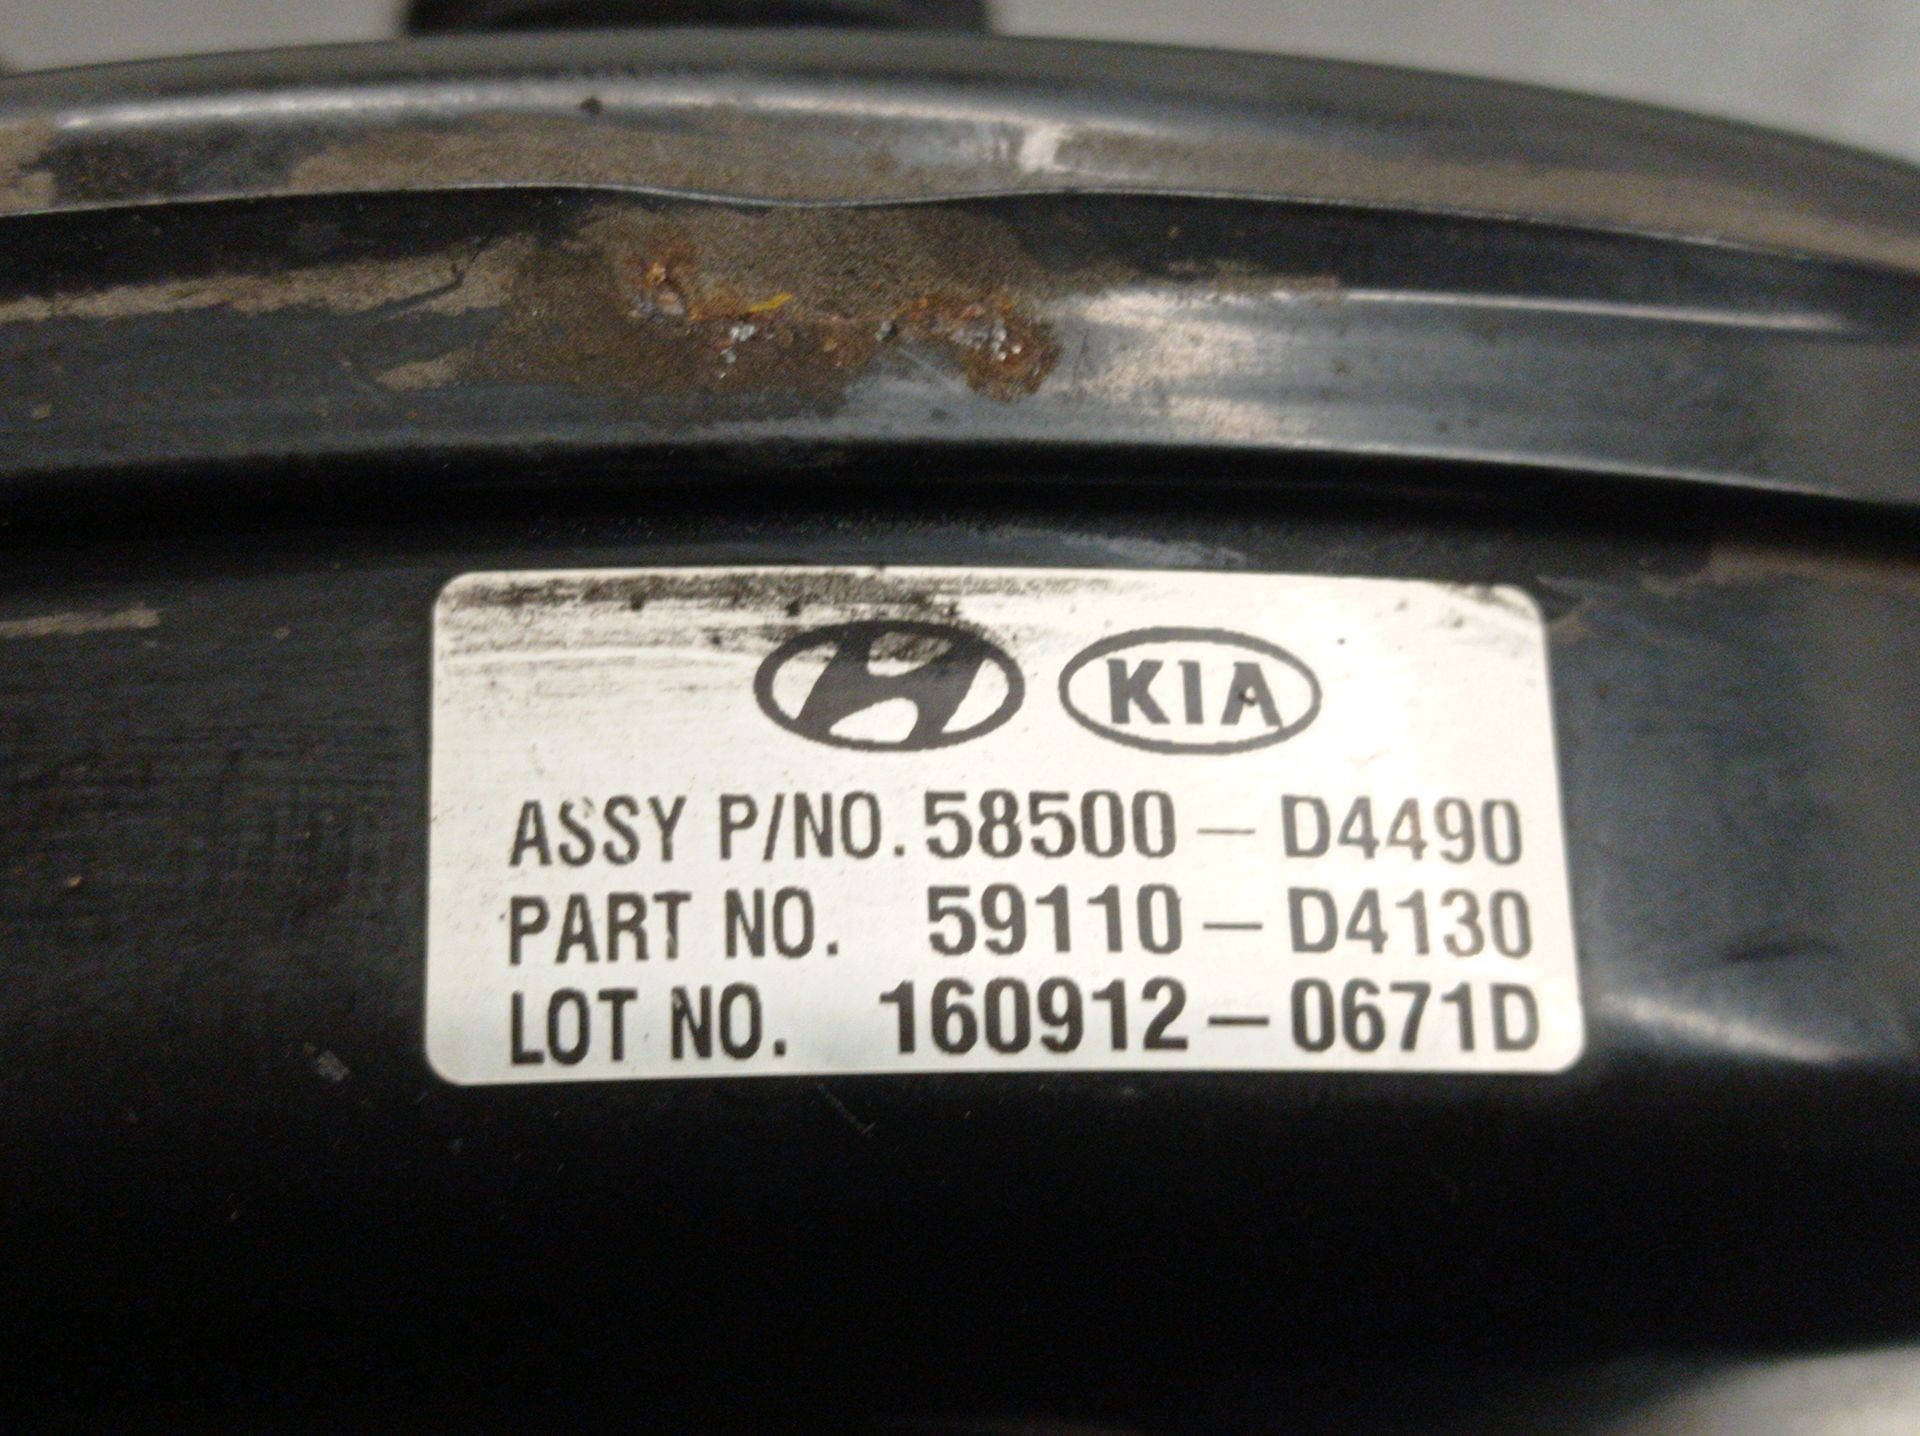 KIA
ASSY P/NO. 58500 – D4490
PART NO. 59110 – D4130
LOT NO. 160912 – 0671D